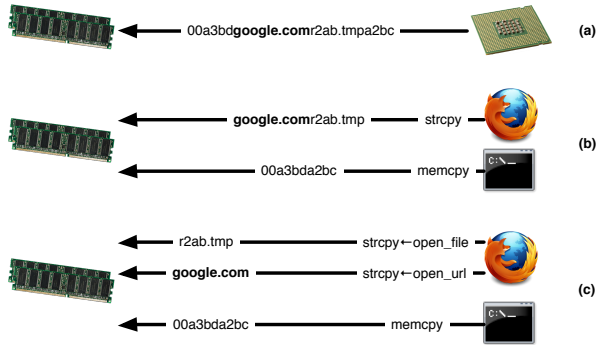 00a3bdgoogle.comr2ab.tmpa2bc (a)
google.comr2ab.tmp strcpy
(b)
00a3bda2bc memcpy C:\_
r2ab.tmp strcpy←open_file
google.com strcpy←open_url
(c)
00a3bda2bc memcpy C:\_